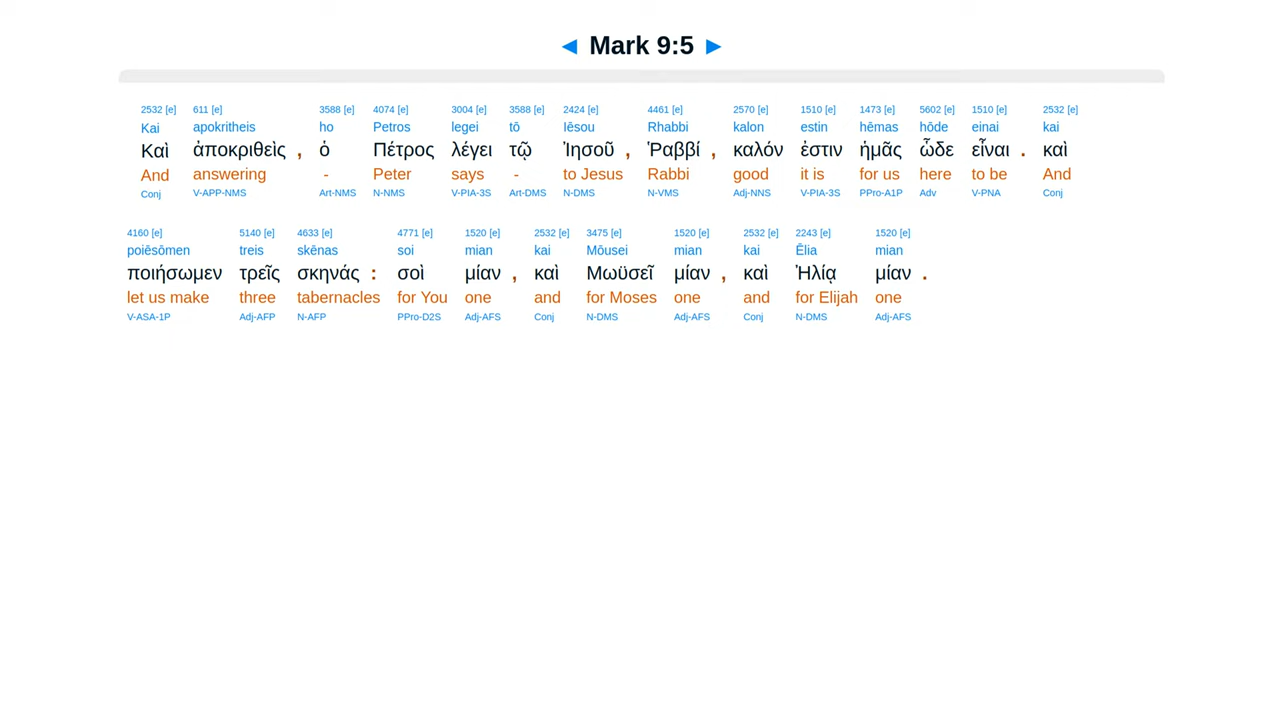 ◄ Mark 9:5 ►
2532 [e] 611 [e] 3588 [e] 4074 [e] 3004 [e] 3588 [e] 2424 [e] 4461 [e] 2570 [e] 1510 [e] 1473 [e] 5602 [e] 1510 [e] 2532 [e]
Kai apokritheis ho Petros legei tō Iēsou Rhabbi kalon estin hēmas hōde einai kai
Καὶ ἀποκριθεὶς , ὁ Πέτρος λέγει τῷ Ἰησοῦ , Ῥαββί , καλόν ἐστιν ἡμᾶς ὧδε εἶναι . καὶ
And answering - Peter says - to Jesus Rabbi good it is for us here to be And
Conj V-APP-NMS Art-NMS N-NMS V-PIA-3S Art-DMS N-DMS N-VMS Adj-NNS V-PIA-3S PPro-A1P Adv V-PNA Conj
4160 [e] 5140 [e] 4633 [e] 4771 [e] 1520 [e] 2532 [e] 3475 [e] 1520 [e] 2532 [e] 2243 [e] 1520 [e]
poiēsōmen treis skēnas soi mian kai Mōusei mian kai Ēlia mian
ποιήσωμεν τρεῖς σκηνάς : σοὶ μίαν , καὶ Μωϋσεῖ μίαν , καὶ Ἠλίᾳ μίαν .
let us make three tabernacles for You one and for Moses one and for Elijah one
V-ASA-1P Adj-AFP N-AFP PPro-D2S Adj-AFS Conj N-DMS Adj-AFS Conj N-DMS Adj-AFS